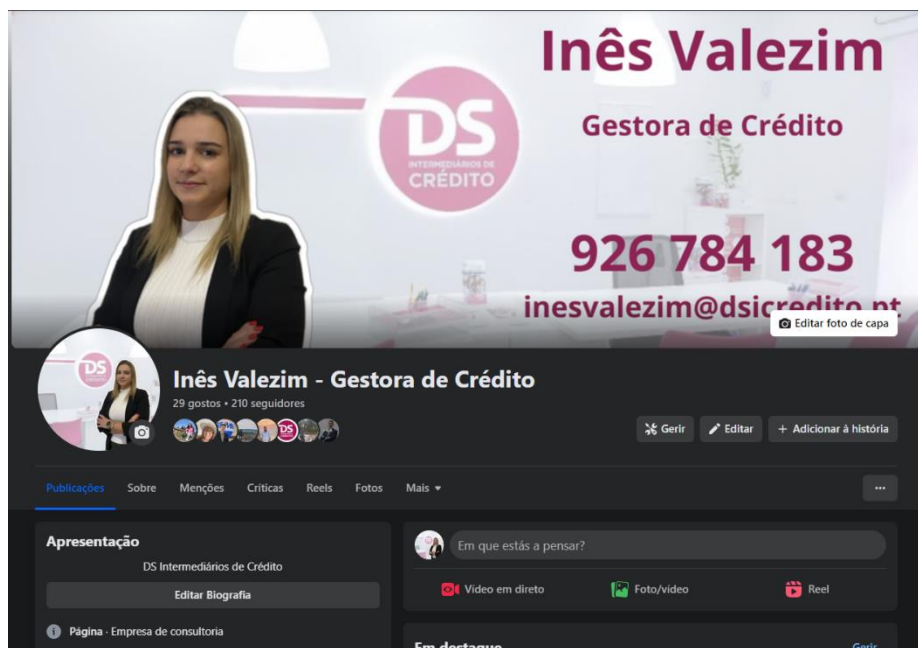 Inês Valezim
Gestora de Crédito
DS
INTERMEDIÁRIOS DE
CRÉDITO
926 784 183
inesvalezim@dsicredito.pt
Editar foto de capa
DS
Inês Valezim - Gestora de Crédito
29 gostos • 210 seguidores
DS
Gerir
Editar
+ Adicionar à história
Publicações Sobre Menções Críticas Reels Fotos Mais
Apresentação
DS Intermediários de Crédito
Editar Biografia
Página · Empresa de consultoria
Em que estás a pensar?
Vídeo em direto
Foto/vídeo
Reel
Em destaque
Gerir